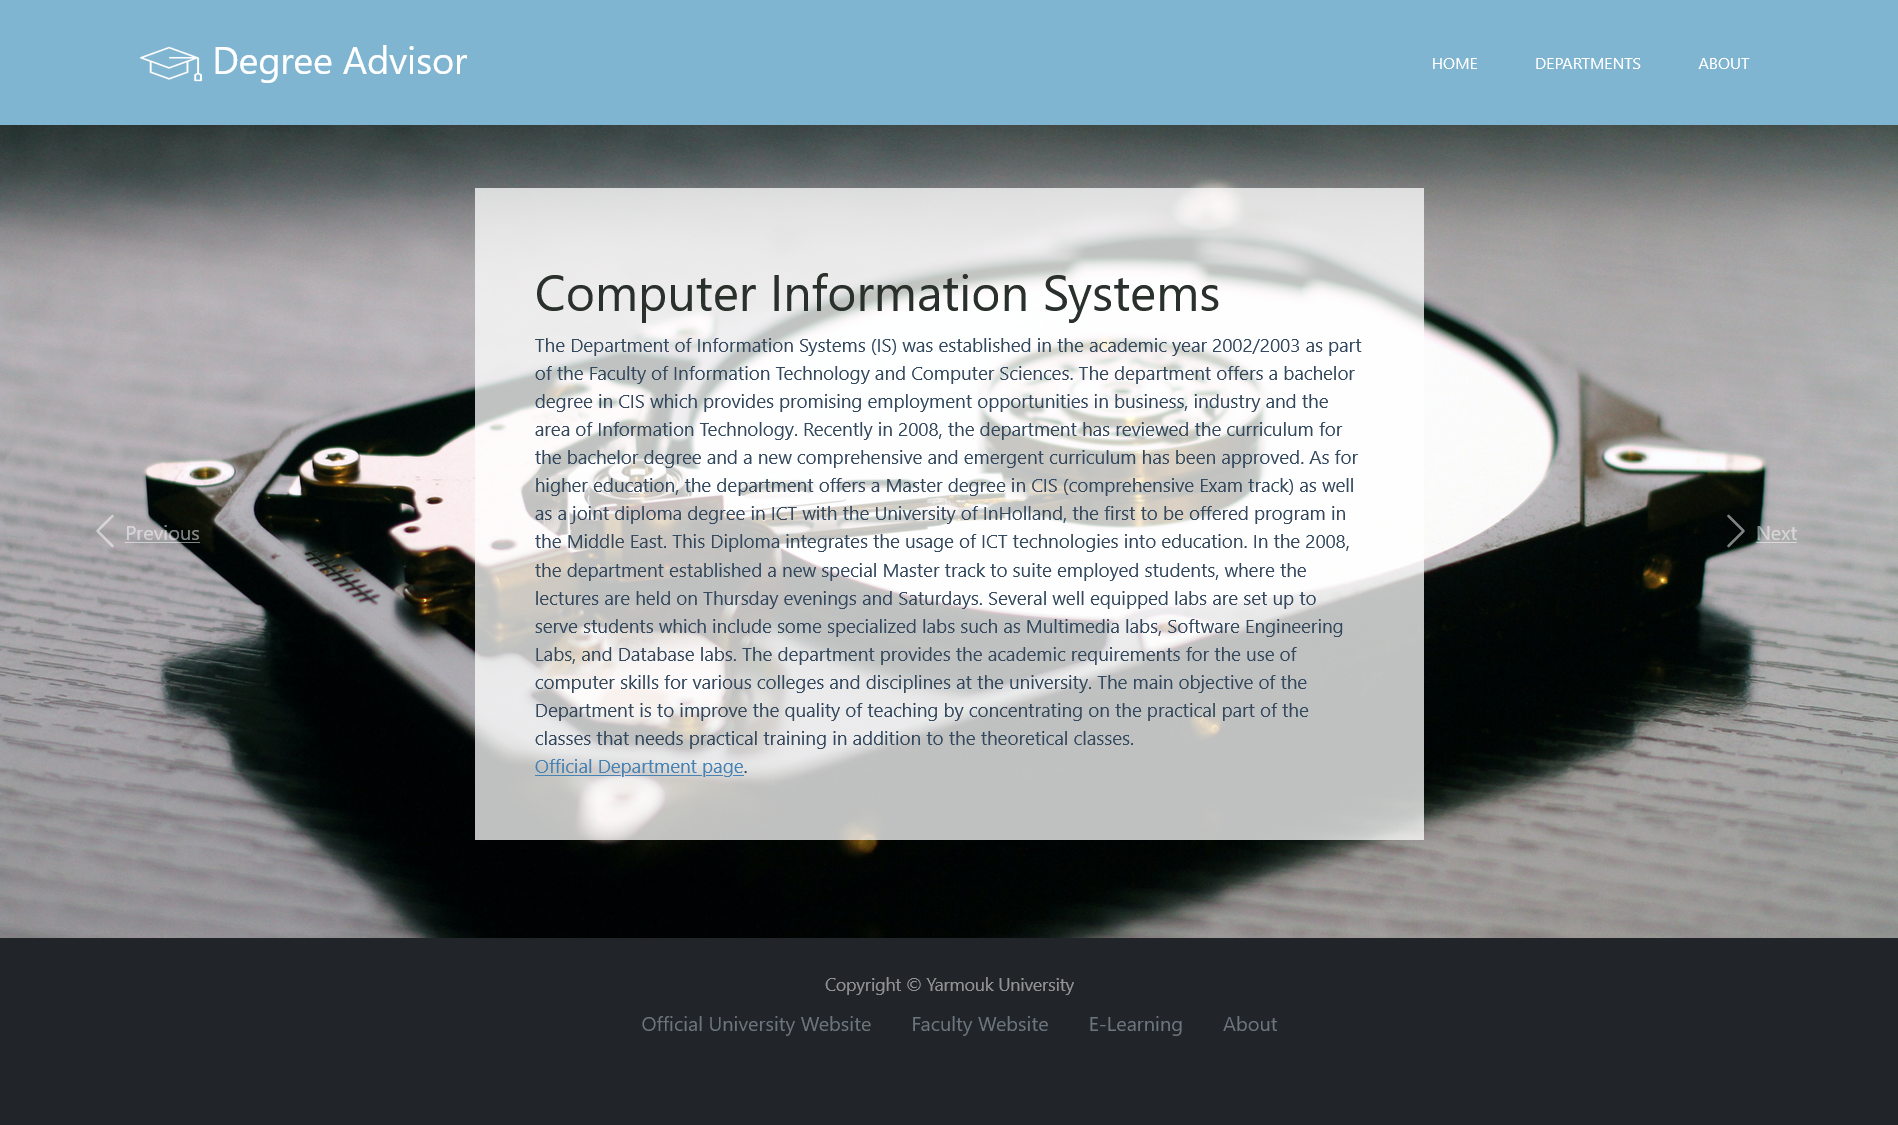 Degree Advisor
HOME
DEPARTMENTS
ABOUT
Computer Information Systems
The Department of Information Systems (IS) was established in the academic year 2002/2003 as part
of the Faculty of Information Technology and Computer Sciences. The department offers a bachelor
degree in CIS which provides promising employment opportunities in business, industry and the
area of Information Technology. Recently in 2008, the department has reviewed the curriculum for
the bachelor degree and a new comprehensive and emergent curriculum has been approved. As for
higher education, the department offers a Master degree in CIS (comprehensive Exam track) as well
as a joint diploma degree in ICT with the University of InHolland, the first to be offered program in
the Middle East. This Diploma integrates the usage of ICT technologies into education. In the 2008,
the department established a new special Master track to suite employed students, where the
lectures are held on Thursday evenings and Saturdays. Several well equipped labs are set up to
serve students which include some specialized labs such as Multimedia labs, Software Engineering
Labs, and Database labs. The department provides the academic requirements for the use of
computer skills for various colleges and disciplines at the university. The main objective of the
Department is to improve the quality of teaching by concentrating on the practical part of the
classes that needs practical training in addition to the theoretical classes.
Official Department page.
Previous
Next
Copyright © Yarmouk University
Official University Website
Faculty Website
E-Learning
About